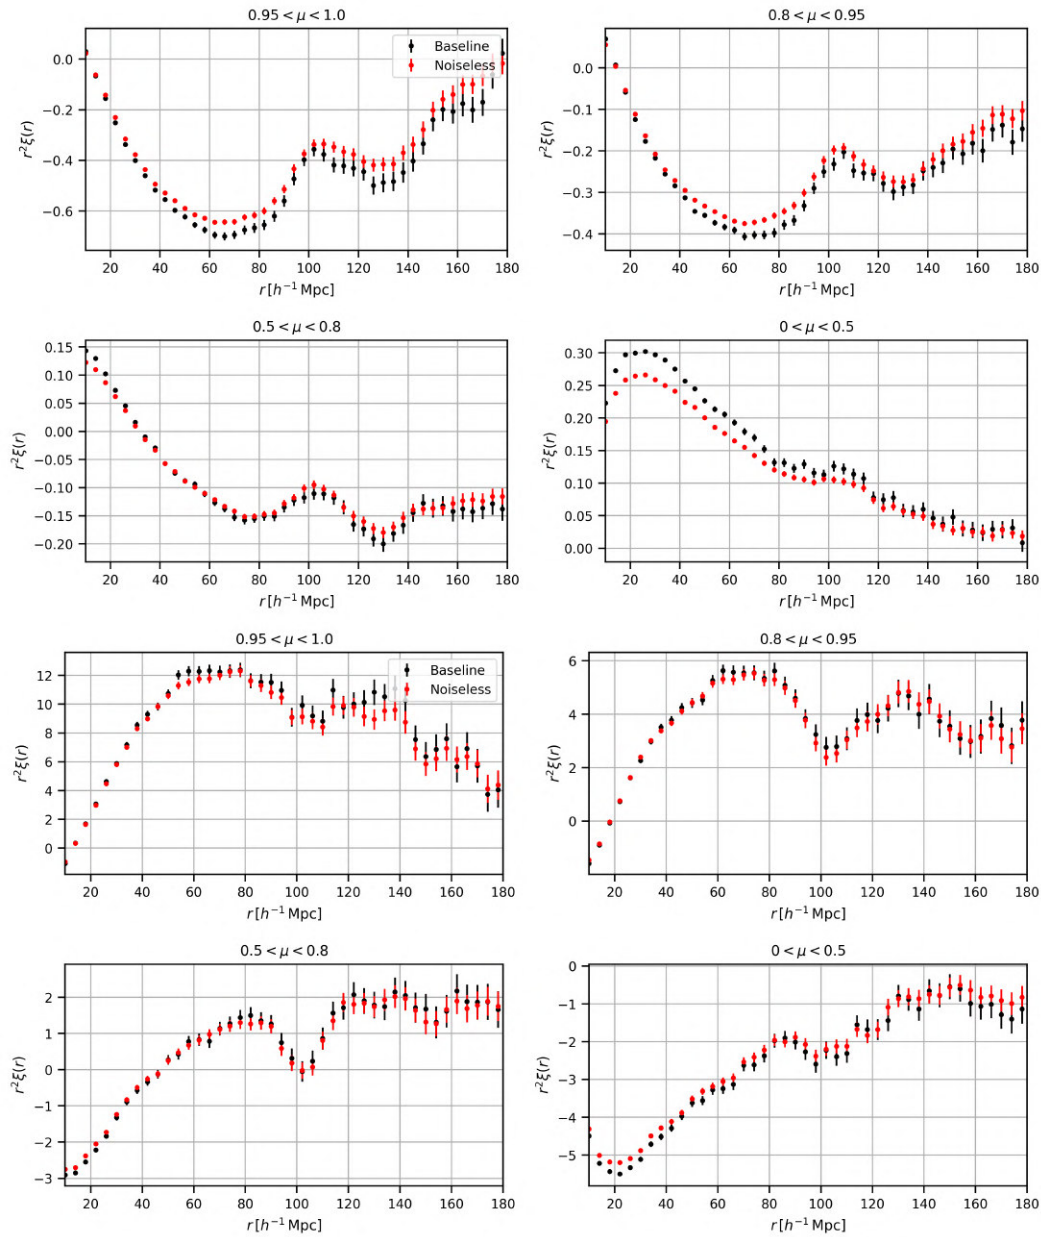 0.95 < μ < 1.0
0.8 < μ < 0.95
0.0
−0.2
−0.4
−0.6
r²ξ(r)
Baseline
Noiseless
20 40 60 80 100 120 140 160 180
r [h⁻¹ Mpc]
0.0
−0.1
−0.2
−0.3
−0.4
r²ξ(r)
20 40 60 80 100 120 140 160 180
r [h⁻¹ Mpc]
0.5 < μ < 0.8
0 < μ < 0.5
0.15
0.10
0.05
0.00
−0.05
−0.10
−0.15
−0.20
r²ξ(r)
20 40 60 80 100 120 140 160 180
r [h⁻¹ Mpc]
0.30
0.25
0.20
0.15
0.10
0.05
0.00
r²ξ(r)
20 40 60 80 100 120 140 160 180
r [h⁻¹ Mpc]
0.95 < μ < 1.0
0.8 < μ < 0.95
12
10
8
6
4
2
0
r²ξ(r)
Baseline
Noiseless
20 40 60 80 100 120 140 160 180
r [h⁻¹ Mpc]
6
4
2
0
r²ξ(r)
20 40 60 80 100 120 140 160 180
r [h⁻¹ Mpc]
0.5 < μ < 0.8
0 < μ < 0.5
2
1
0
−1
−2
−3
r²ξ(r)
20 40 60 80 100 120 140 160 180
r [h⁻¹ Mpc]
0
−1
−2
−3
−4
−5
r²ξ(r)
20 40 60 80 100 120 140 160 180
r [h⁻¹ Mpc]